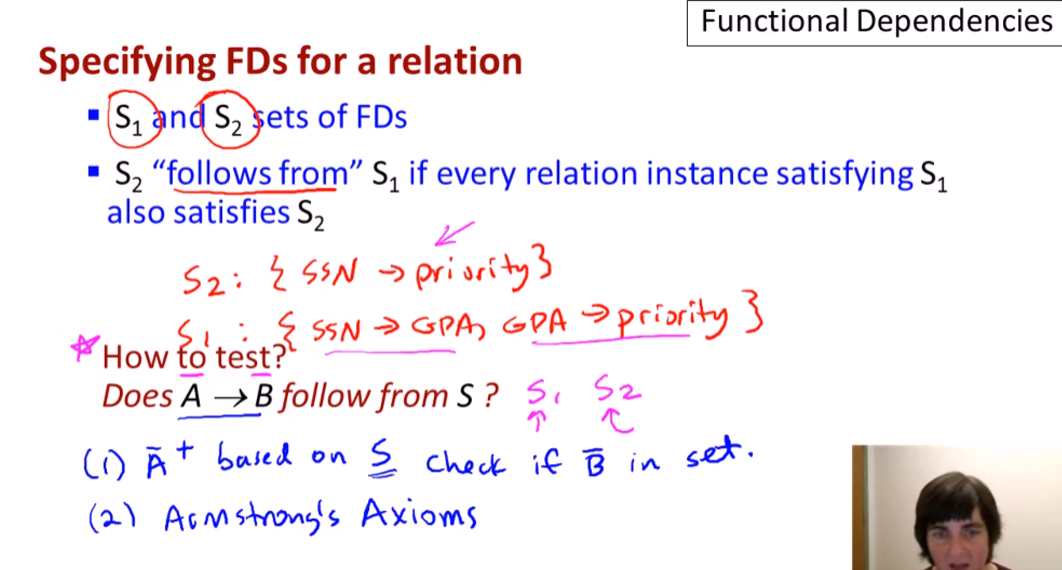 Functional Dependencies
Specifying FDs for a relation
▪ S₁ and S₂ sets of FDs
▪ S₂ “follows from” S₁ if every relation instance satisfying S₁
also satisfies S₂
S2: { SSN → priority}
S1: { SSN → GPA, GPA → priority }
How to test?
Does A → B follow from S ? S1 S2
(1) Ā⁺ based on S check if B̄ in set.
(2) Armstrong's Axioms